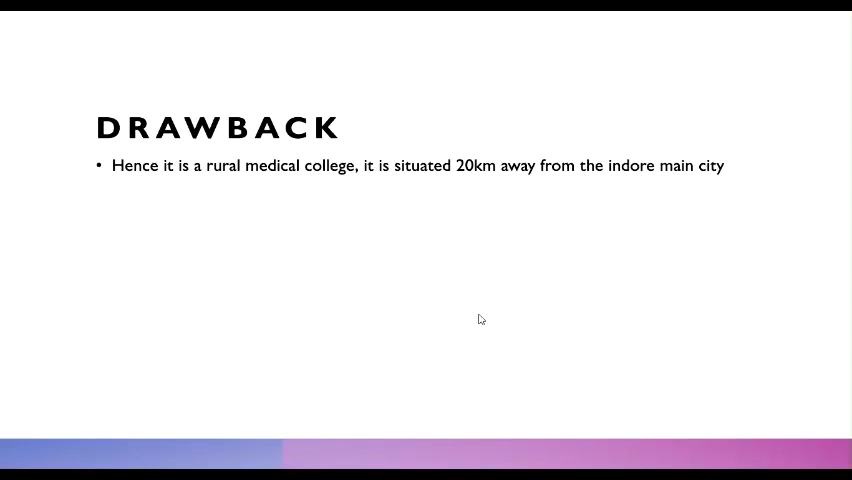 DRAWBACK
• Hence it is a rural medical college, it is situated 20km away from the indore main city